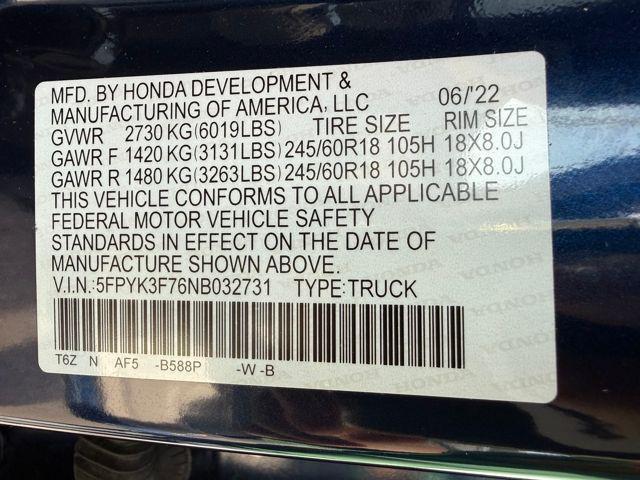 MFD. BY HONDA DEVELOPMENT &
MANUFACTURING OF AMERICA, LLC 06/'22
GVWR 2730 KG(6019LBS) TIRE SIZE RIM SIZE
GAWR F 1420 KG(3131LBS) 245/60R18 105H 18X8.0J
GAWR R 1480 KG(3263LBS) 245/60R18 105H 18X8.0J
THIS VEHICLE CONFORMS TO ALL APPLICABLE
FEDERAL MOTOR VEHICLE SAFETY
STANDARDS IN EFFECT ON THE DATE OF
MANUFACTURE SHOWN ABOVE.
V.I.N.:5FPYK3F76NB032731 TYPE:TRUCK
T6Z N AF5 -B588P -W -B